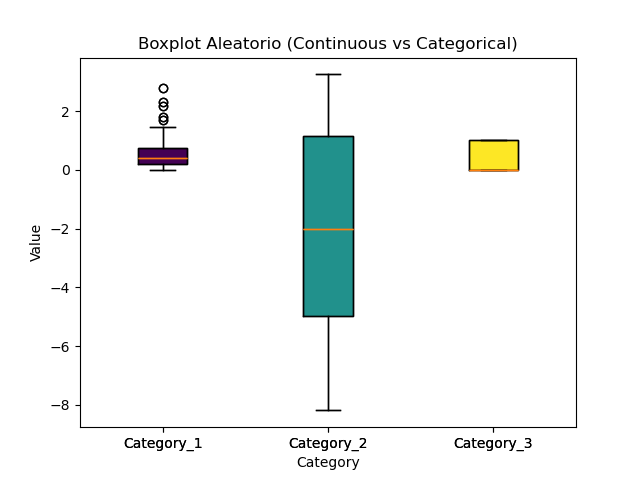 Boxplot Aleatorio (Continuous vs Categorical)
2
0
−2
−4
−6
−8
Value
Category_1
Category_2
Category_3
Category